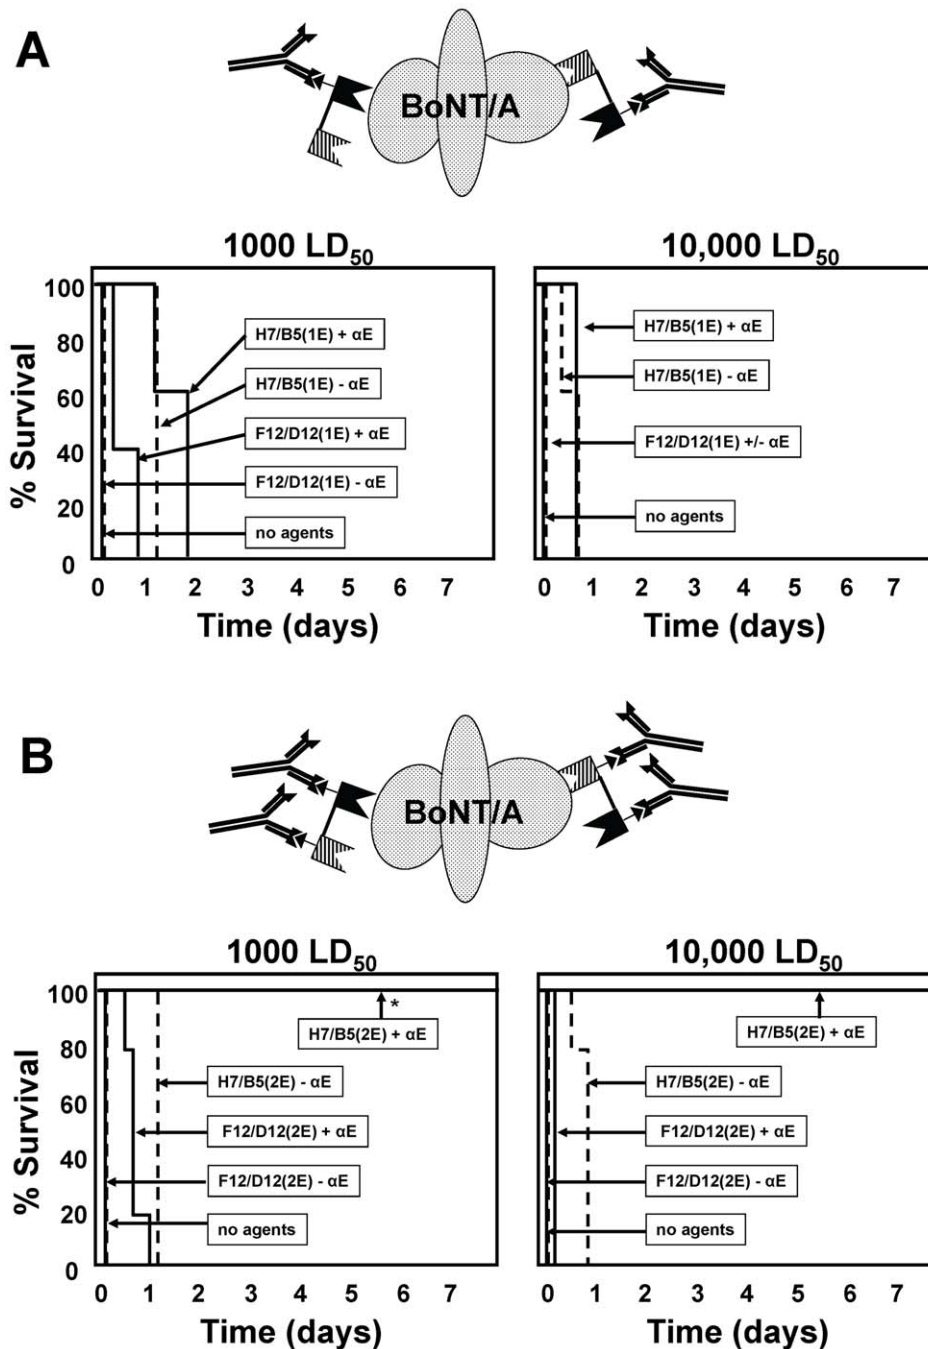 A
BoNT/A
1000 LD50
10,000 LD50
% Survival
100
80
60
40
20
0
H7/B5(1E) + αE
H7/B5(1E) - αE
F12/D12(1E) + αE
F12/D12(1E) - αE
no agents
0 1 2 3 4 5 6 7
Time (days)
H7/B5(1E) + αE
H7/B5(1E) - αE
F12/D12(1E) +/- αE
no agents
0 1 2 3 4 5 6 7
Time (days)
B
BoNT/A
1000 LD50
10,000 LD50
% Survival
100
80
60
40
20
0
*
H7/B5(2E) + αE
H7/B5(2E) - αE
F12/D12(2E) + αE
F12/D12(2E) - αE
no agents
0 1 2 3 4 5 6 7
Time (days)
H7/B5(2E) + αE
H7/B5(2E) - αE
F12/D12(2E) + αE
F12/D12(2E) - αE
no agents
0 1 2 3 4 5 6 7
Time (days)